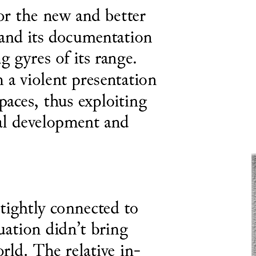 or the new and better
and its documentation
g gyres of its range.
a violent presentation
paces, thus exploiting
al development and
tightly connected to
uation didn't bring
orld. The relative in-